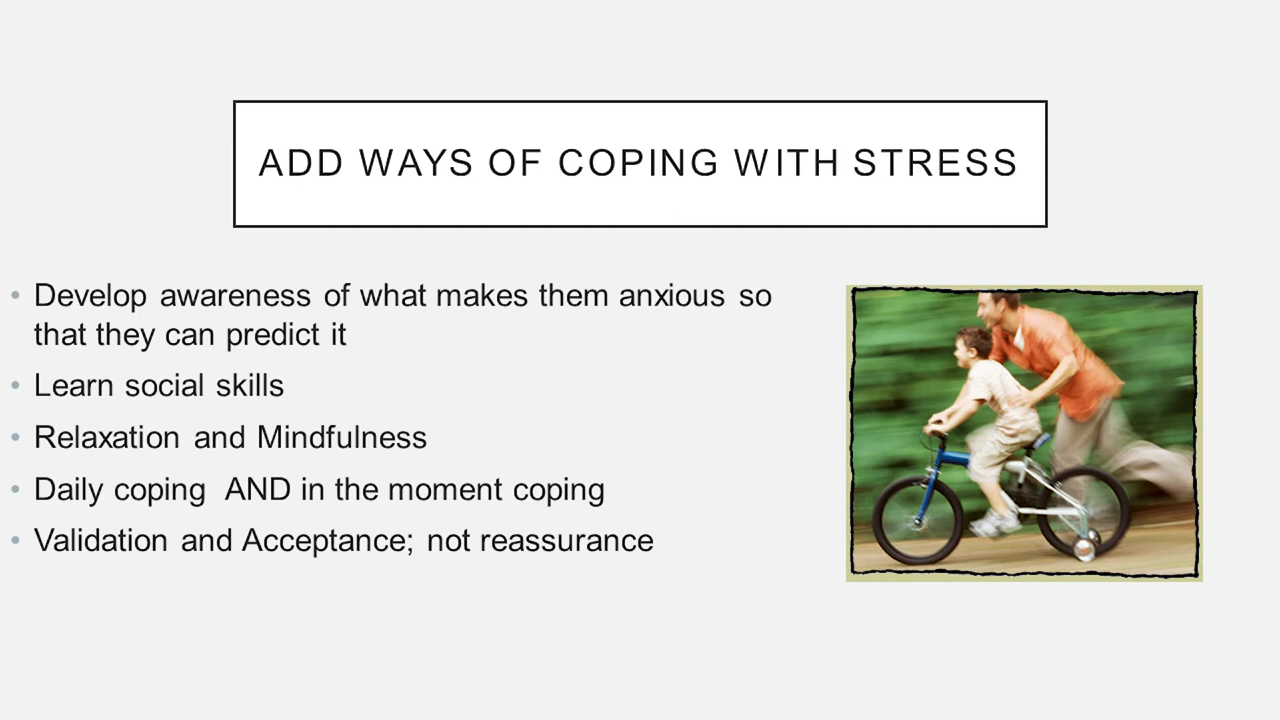 ADD WAYS OF COPING WITH STRESS
• Develop awareness of what makes them anxious so
that they can predict it
• Learn social skills
• Relaxation and Mindfulness
• Daily coping  AND in the moment coping
• Validation and Acceptance; not reassurance